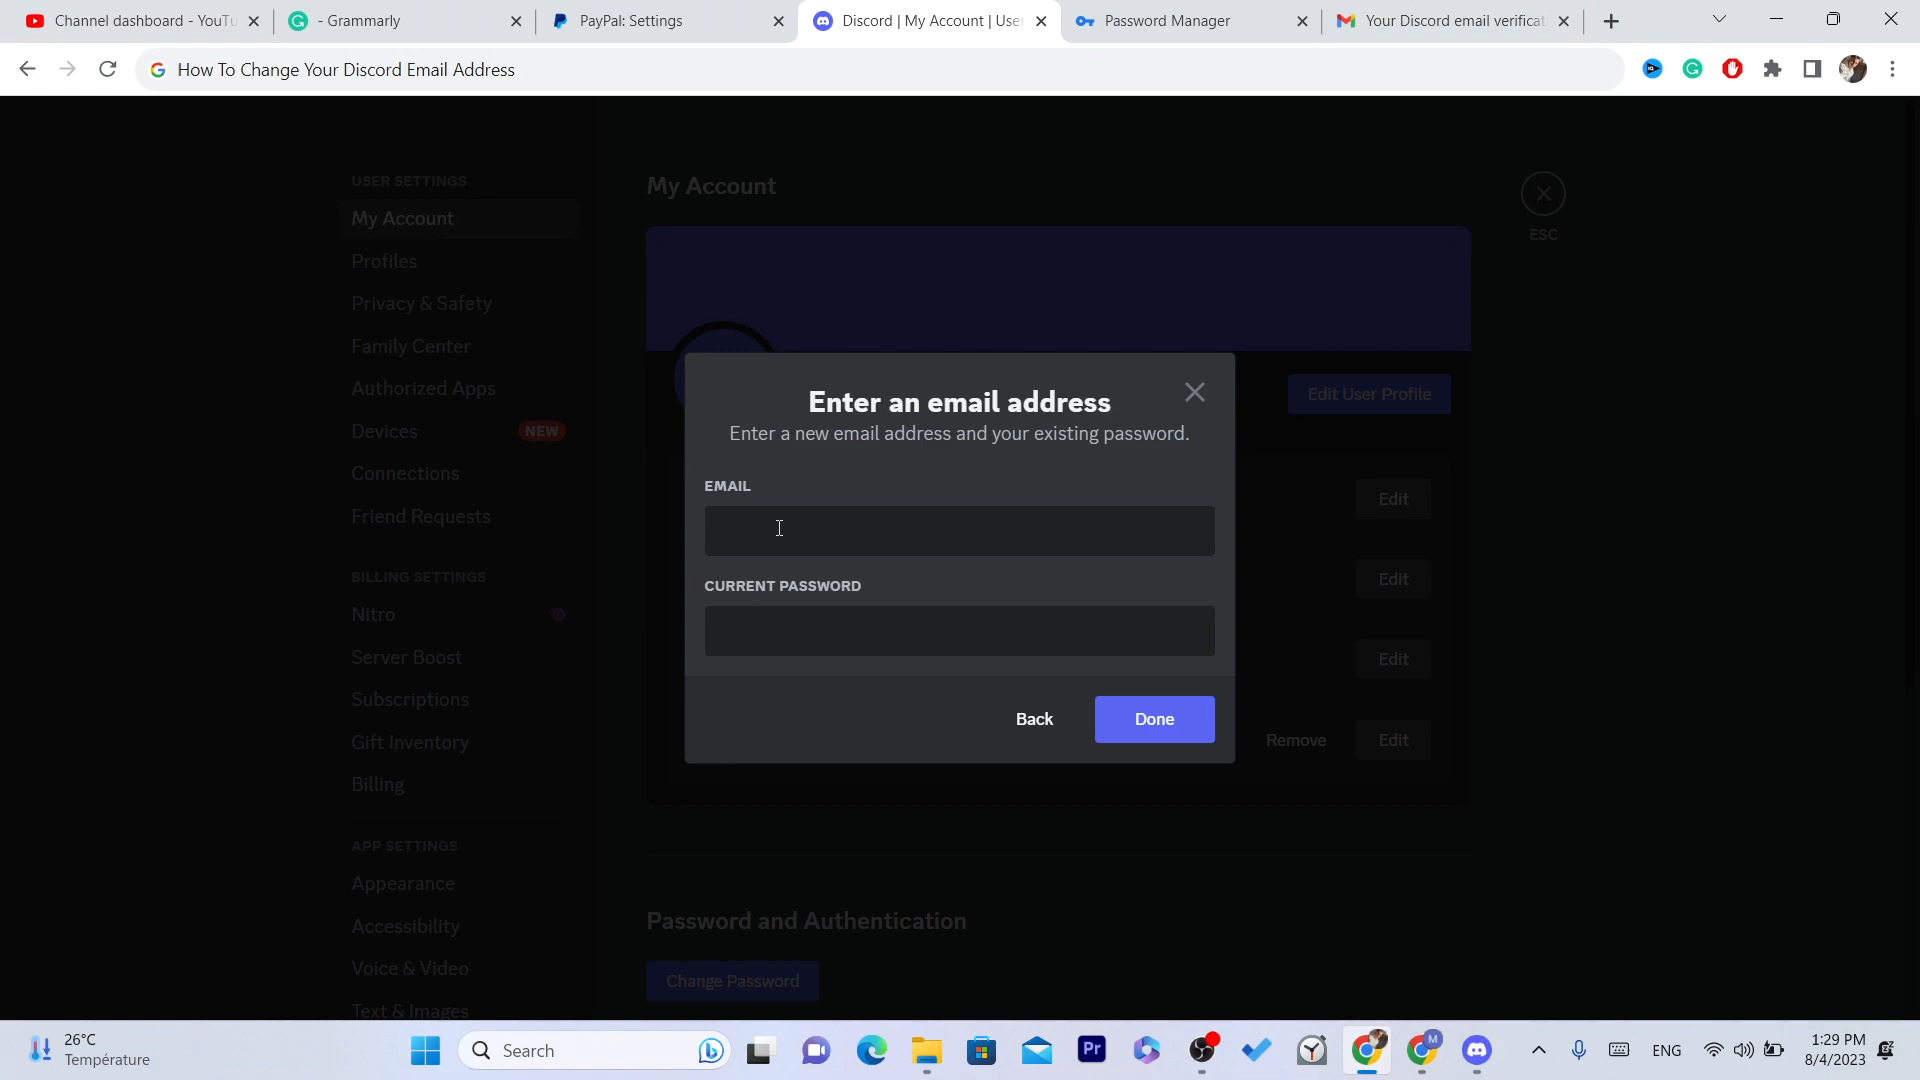 Channel dashboard - YouTu
- Grammarly
PayPal: Settings
Discord | My Account | User
Password Manager
Your Discord email verificat
How To Change Your Discord Email Address
USER SETTINGS
My Account
Profiles
Privacy & Safety
Family Center
Authorized Apps
Devices NEW
Connections
Friend Requests
BILLING SETTINGS
Nitro
Server Boost
Subscriptions
Gift Inventory
Billing
APP SETTINGS
Appearance
Accessibility
Voice & Video
Text & Images
My Account
ESC
Edit User Profile
Enter an email address
Enter a new email address and your existing password.
EMAIL
CURRENT PASSWORD
Back
Done
Edit
Edit
Edit
Remove
Edit
Password and Authentication
Change Password
26°C
Température
Search
Pr
M
ENG
1:29 PM
8/4/2023